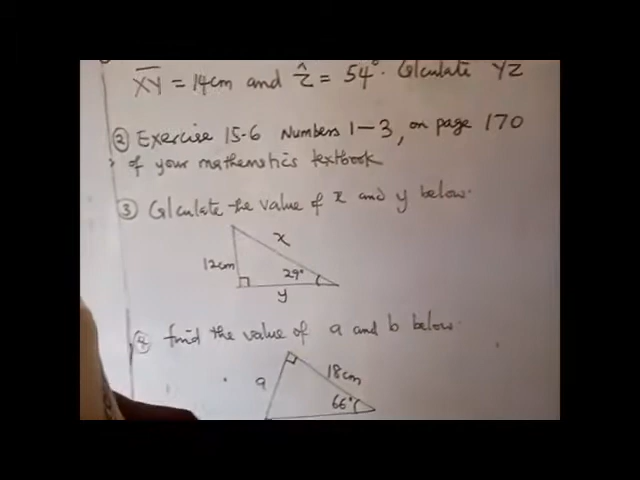 XY = 14cm and Ẑ = 54°. Calculate YZ
② Exercise 15-6 Numbers 1-3, on page 170
of your mathematics textbook
③ Calculate the value of x and y below.
x
12cm
29°
y
④ find the value of a and b below.
18cm
a
66°